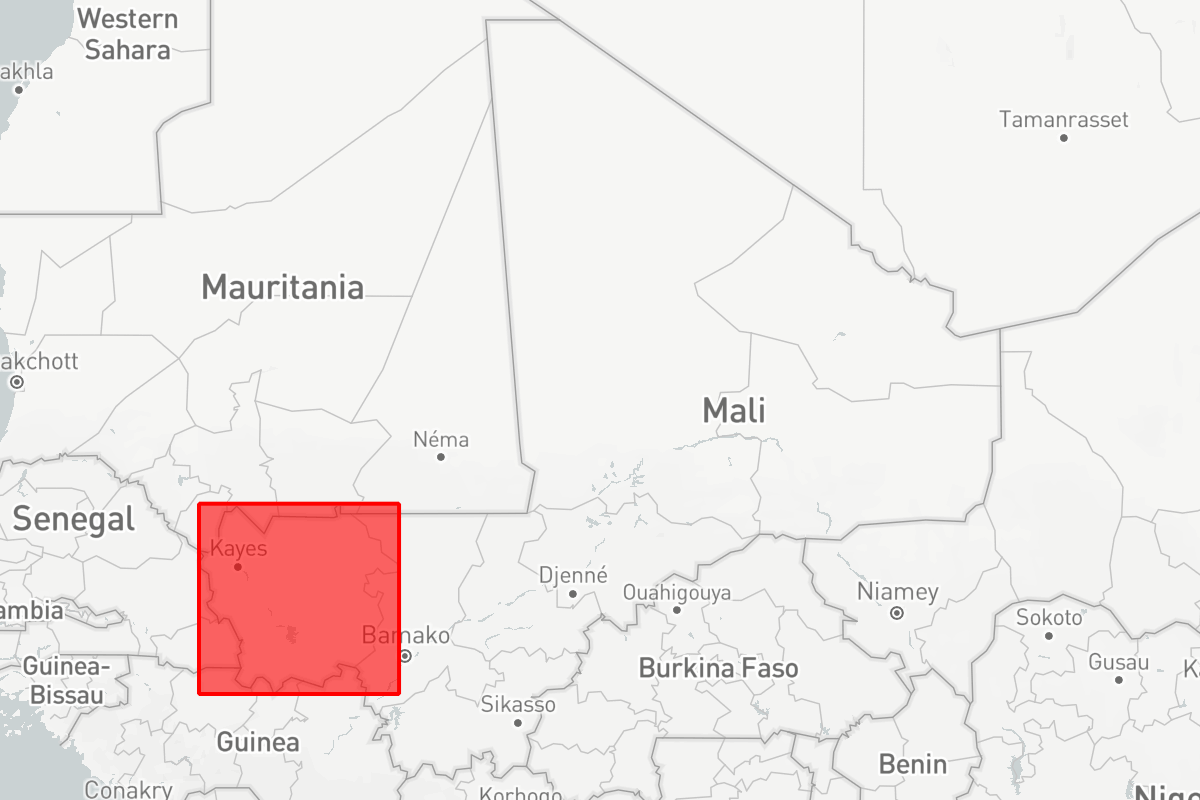 Western
Sahara
akhla
Tamanrasset
Mauritania
akchott
Mali
Néma
Senegal
Kayes
Djenné
Ouahigouya
Niamey
ambia
Sokoto
Bamako
Guinea-
Bissau
Burkina Faso
Gusau
Ka
Sikasso
Guinea
Benin
Conakry
Korhogo
Nige